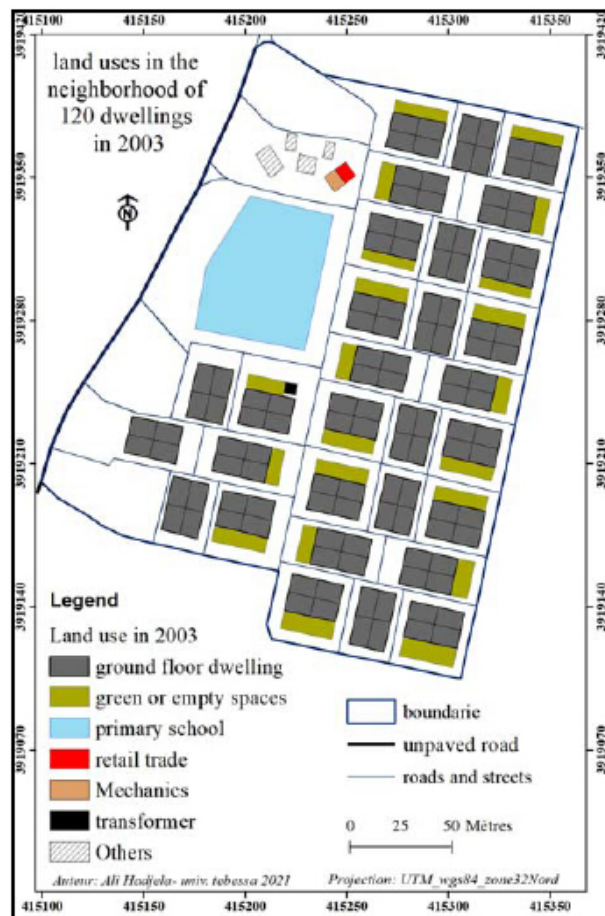 415100 415150 415200 415250 415300 415350
3919420
3919350
3919280
3919210
3919140
3919070
land uses in the
neighborhood of
120 dwellings
in 2003
N
3919420
3919350
3919280
3919210
3919140
3919070
Legend
Land use in 2003
ground floor dwelling
green or empty spaces
primary school
retail trade
Mechanics
transformer
Others
boundarie
unpaved road
roads and streets
0 25 50 Métres
Auteur: Ali Hadjela- univ. tebessa 2021 Projection: UTM_wgs84_zone32Nord
415100 415150 415200 415250 415300 415350